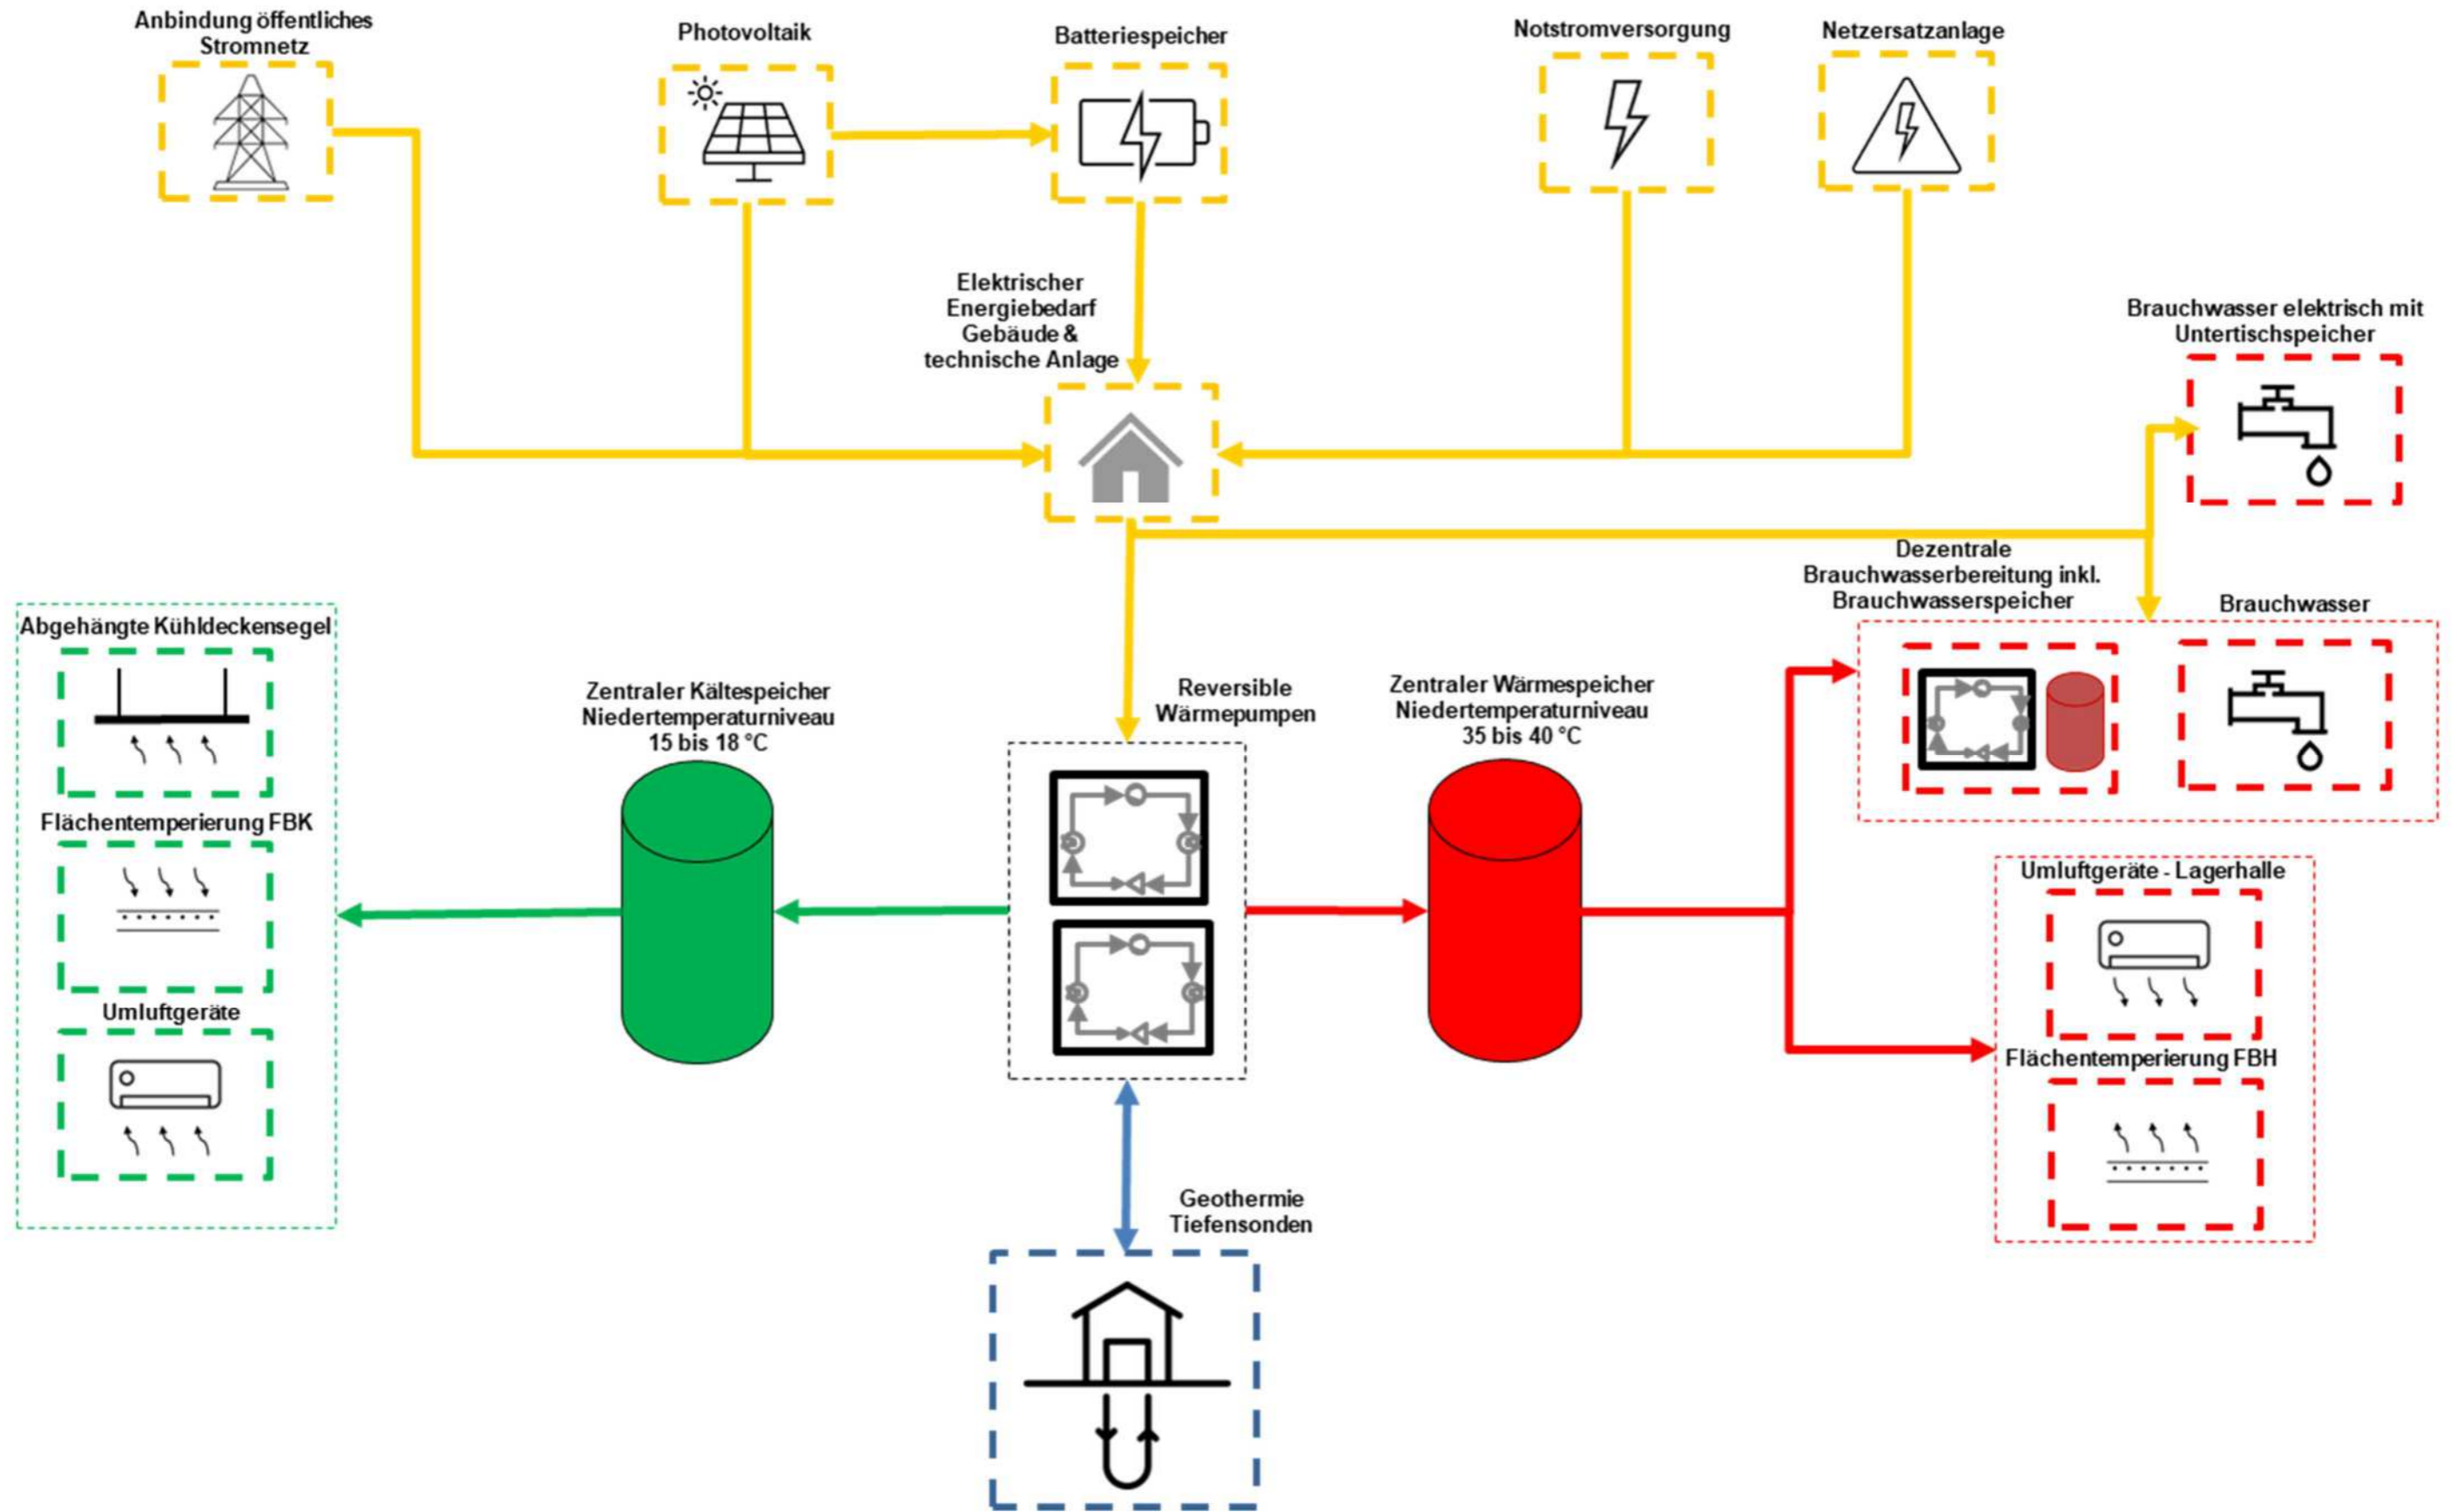 Anbindung öffentliches
Stromnetz
Photovoltaik
Batteriespeicher
Notstromversorgung
Netzersatzanlage
Elektrischer
Energiebedarf
Gebäude &
technische Anlage
Brauchwasser elektrisch mit
Untertischspeicher
Dezentrale
Brauchwasserbereitung inkl.
Brauchwasserspeicher
Brauchwasser
Abgehängte Kühldeckensegel
Flächentemperierung FBK
Umluftgeräte
Zentraler Kältespeicher
Niedertemperaturniveau
15 bis 18 °C
Reversible
Wärmepumpen
Zentraler Wärmespeicher
Niedertemperaturniveau
35 bis 40 °C
Umluftgeräte - Lagerhalle
Flächentemperierung FBH
Geothermie
Tiefensonden